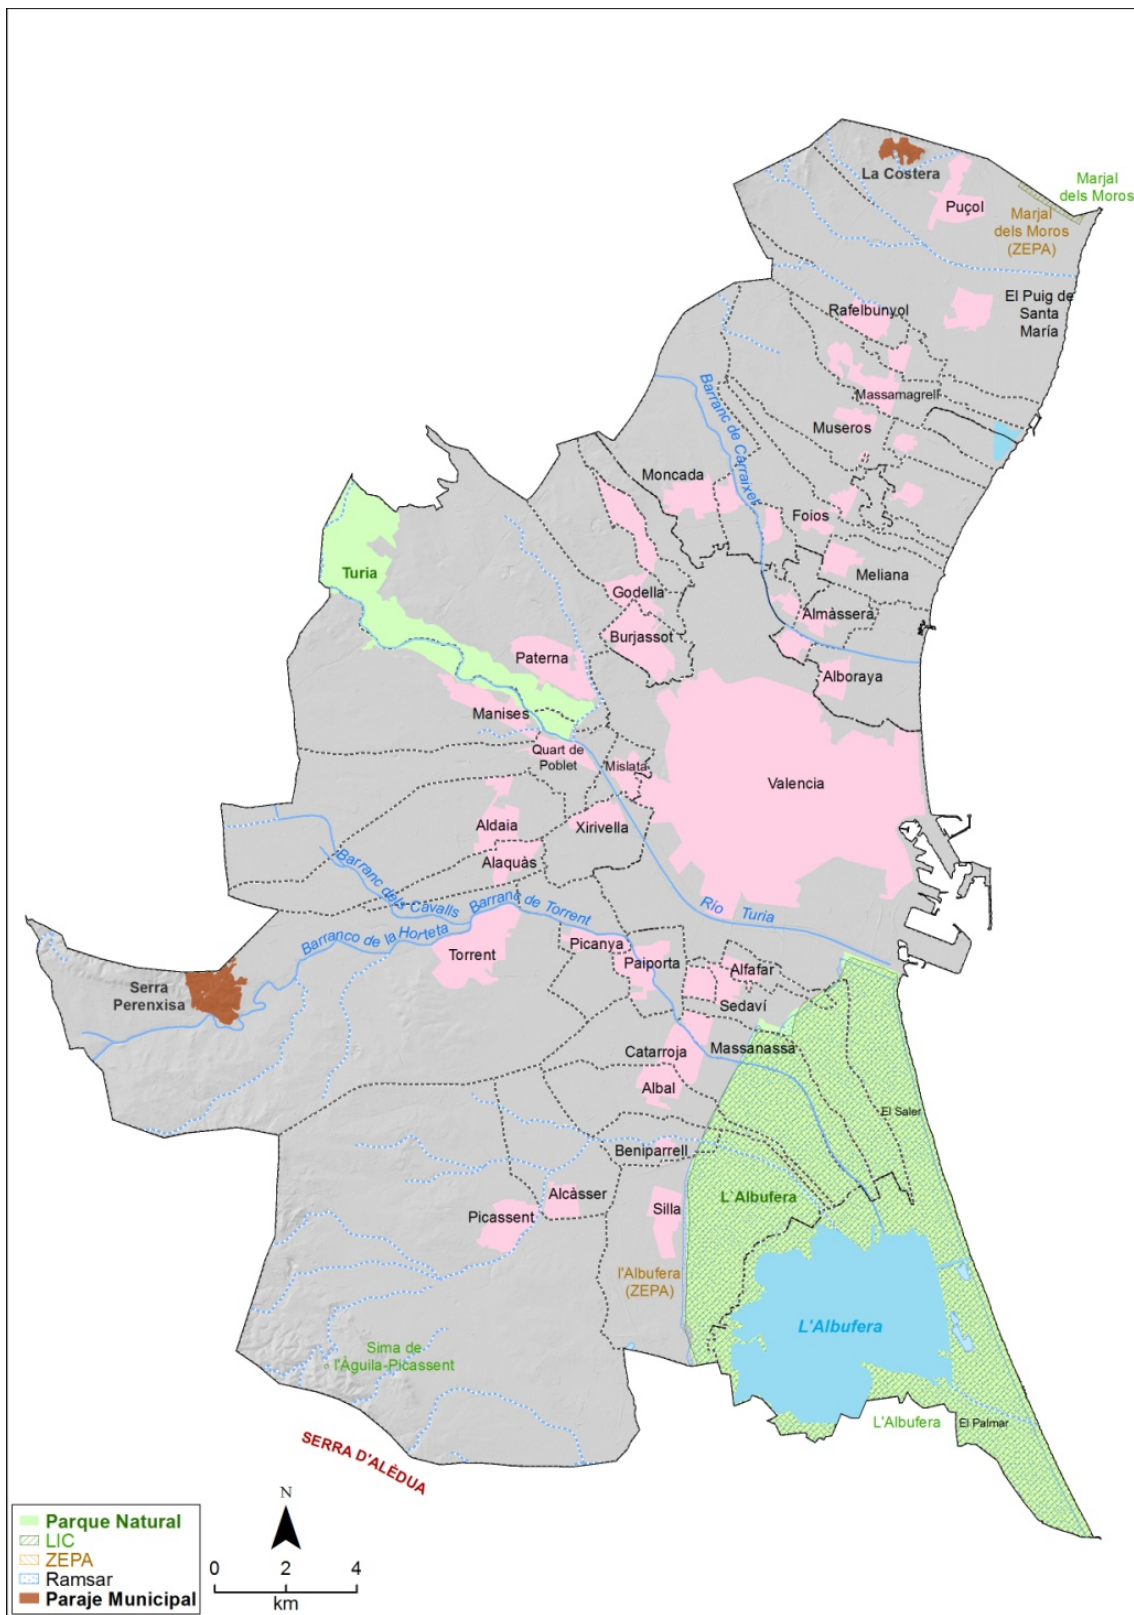 La Costera
Marjal
dels Moros
Puçol
Marjal
dels Moros
(ZEPA)
El Puig de
Santa
María
Rafelbunyol
Massamagrell
Museros
Barranc de Carraixet
Moncada
Foios
Meliana
Turia
Godella
Almàssera
Burjassot
Paterna
Alboraya
Manises
Quart de
Poblet
Mislata
Valencia
Aldaia
Xirivella
Alaquàs
Barranc dels Cavalls
Barranc de Torrent
Río Turia
Barranco de la Horteta
Picanya
Torrent
Paiporta
Alfafar
Serra
Perenxisa
Sedaví
Catarroja
Massanassa
Albal
El Saler
Beniparrell
L'Albufera
Alcàsser
Silla
Picassent
l'Albufera
(ZEPA)
L'Albufera
Sima de
l'Àguila-Picassent
L'Albufera
El Palmar
SERRA D'ALÈDUA
Parque Natural
LIC
ZEPA
Ramsar
Paraje Municipal
N
0 2 4
km